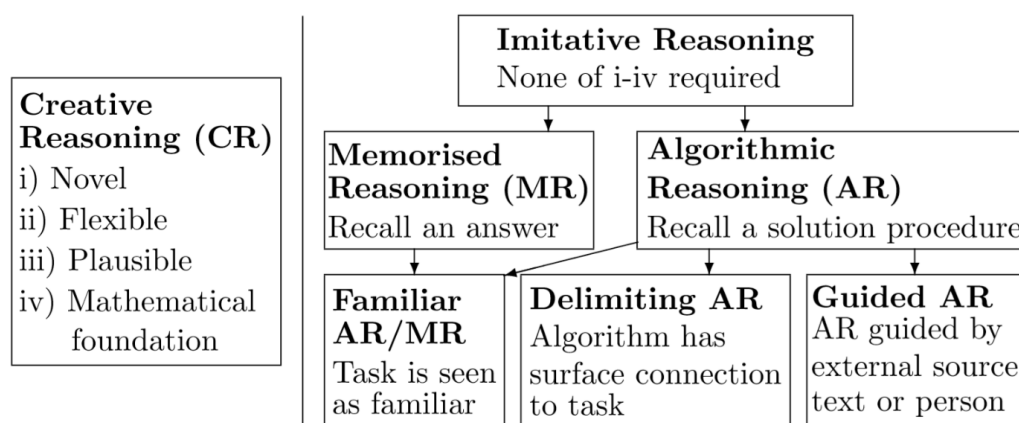 Creative
Reasoning (CR)
i) Novel
ii) Flexible
iii) Plausible
iv) Mathematical
foundation
Imitative Reasoning
None of i-iv required
Memorised
Reasoning (MR)
Recall an answer
Algorithmic
Reasoning (AR)
Recall a solution procedure
Familiar
AR/MR
Task is seen
as familiar
Delimiting AR
Algorithm has
surface connection
to task
Guided AR
AR guided by
external source
text or person